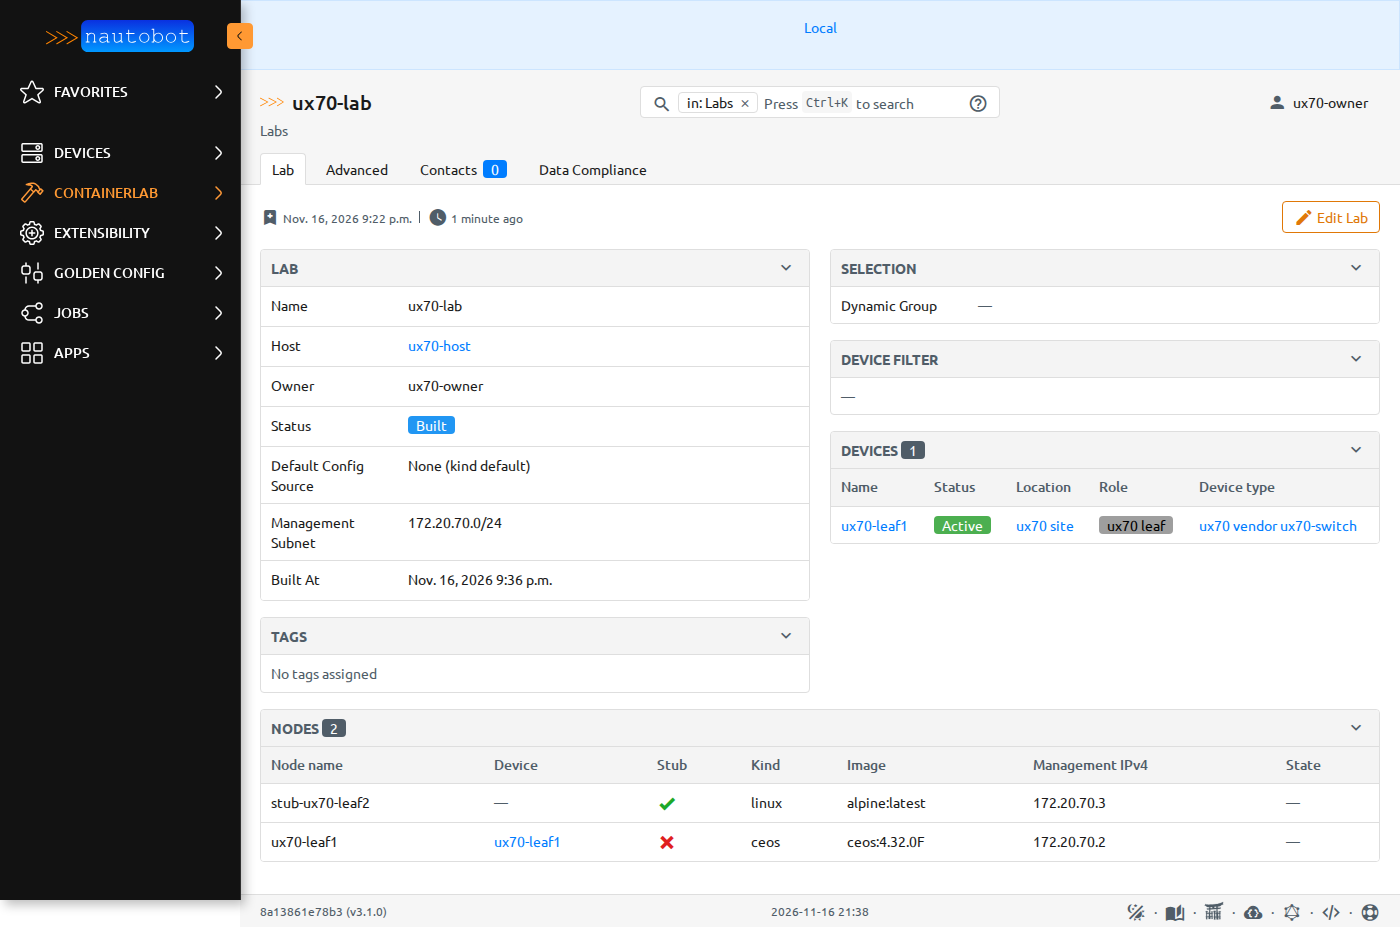 nautobot
Local
FAVORITES
DEVICES
CONTAINERLAB
EXTENSIBILITY
GOLDEN CONFIG
JOBS
APPS
ux70-lab
in: Labs × Press Ctrl+K to search
ux70-owner
Labs
Lab Advanced Contacts 0 Data Compliance
Nov. 16, 2026 9:22 p.m. | 1 minute ago
Edit Lab
LAB
Name ux70-lab
Host ux70-host
Owner ux70-owner
Status Built
Default Config Source None (kind default)
Management Subnet 172.20.70.0/24
Built At Nov. 16, 2026 9:36 p.m.
TAGS
No tags assigned
SELECTION
Dynamic Group —
DEVICE FILTER
—
DEVICES 1
Name Status Location Role Device type
ux70-leaf1 Active ux70 site ux70 leaf ux70 vendor ux70-switch
NODES 2
Node name Device Stub Kind Image Management IPv4 State
stub-ux70-leaf2 — linux alpine:latest 172.20.70.3 —
ux70-leaf1 ux70-leaf1 ceos ceos:4.32.0F 172.20.70.2 —
8a13861e78b3 (v3.1.0)
2026-11-16 21:38